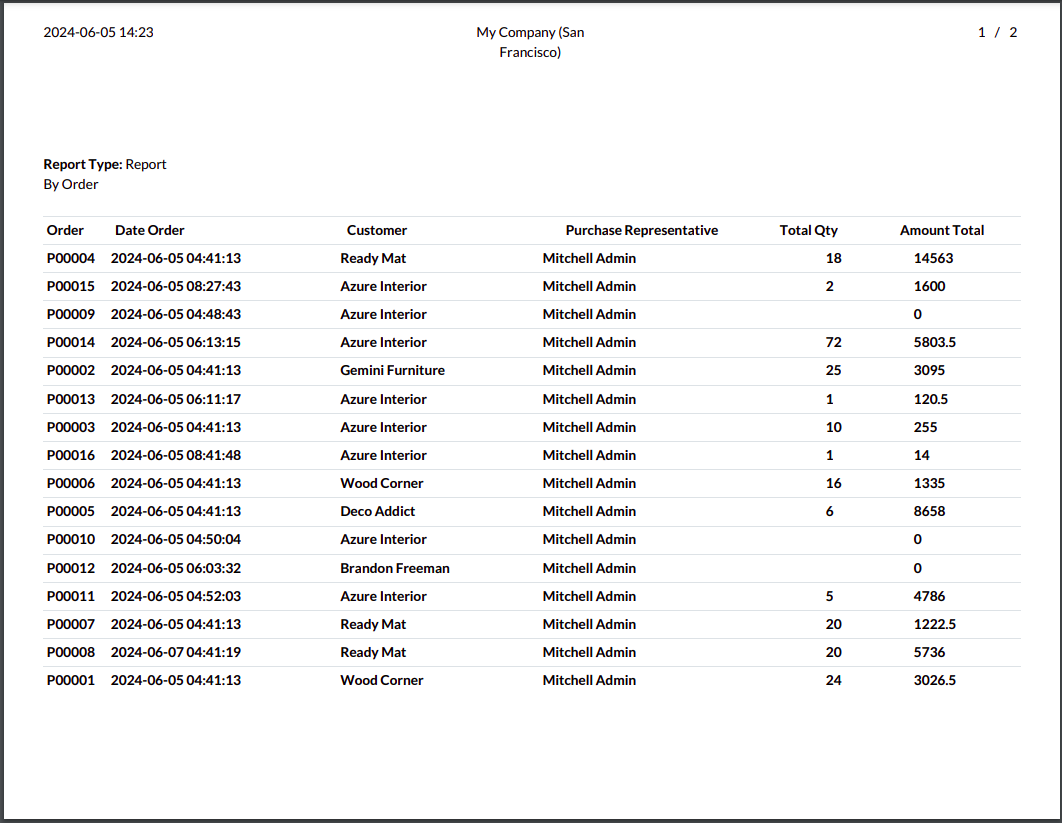 2024-06-05 14:23 My Company (San 1 / 2
Francisco)
Report Type: Report
By Order
Order Date Order Customer Purchase Representative Total Qty Amount Total
P00004 2024-06-05 04:41:13 Ready Mat Mitchell Admin 18 14563
P00015 2024-06-05 08:27:43 Azure Interior Mitchell Admin 2 1600
P00009 2024-06-05 04:48:43 Azure Interior Mitchell Admin 0
P00014 2024-06-05 06:13:15 Azure Interior Mitchell Admin 72 5803.5
P00002 2024-06-05 04:41:13 Gemini Furniture Mitchell Admin 25 3095
P00013 2024-06-05 06:11:17 Azure Interior Mitchell Admin 1 120.5
P00003 2024-06-05 04:41:13 Azure Interior Mitchell Admin 10 255
P00016 2024-06-05 08:41:48 Azure Interior Mitchell Admin 1 14
P00006 2024-06-05 04:41:13 Wood Corner Mitchell Admin 16 1335
P00005 2024-06-05 04:41:13 Deco Addict Mitchell Admin 6 8658
P00010 2024-06-05 04:50:04 Azure Interior Mitchell Admin 0
P00012 2024-06-05 06:03:32 Brandon Freeman Mitchell Admin 0
P00011 2024-06-05 04:52:03 Azure Interior Mitchell Admin 5 4786
P00007 2024-06-05 04:41:13 Ready Mat Mitchell Admin 20 1222.5
P00008 2024-06-07 04:41:19 Ready Mat Mitchell Admin 20 5736
P00001 2024-06-05 04:41:13 Wood Corner Mitchell Admin 24 3026.5